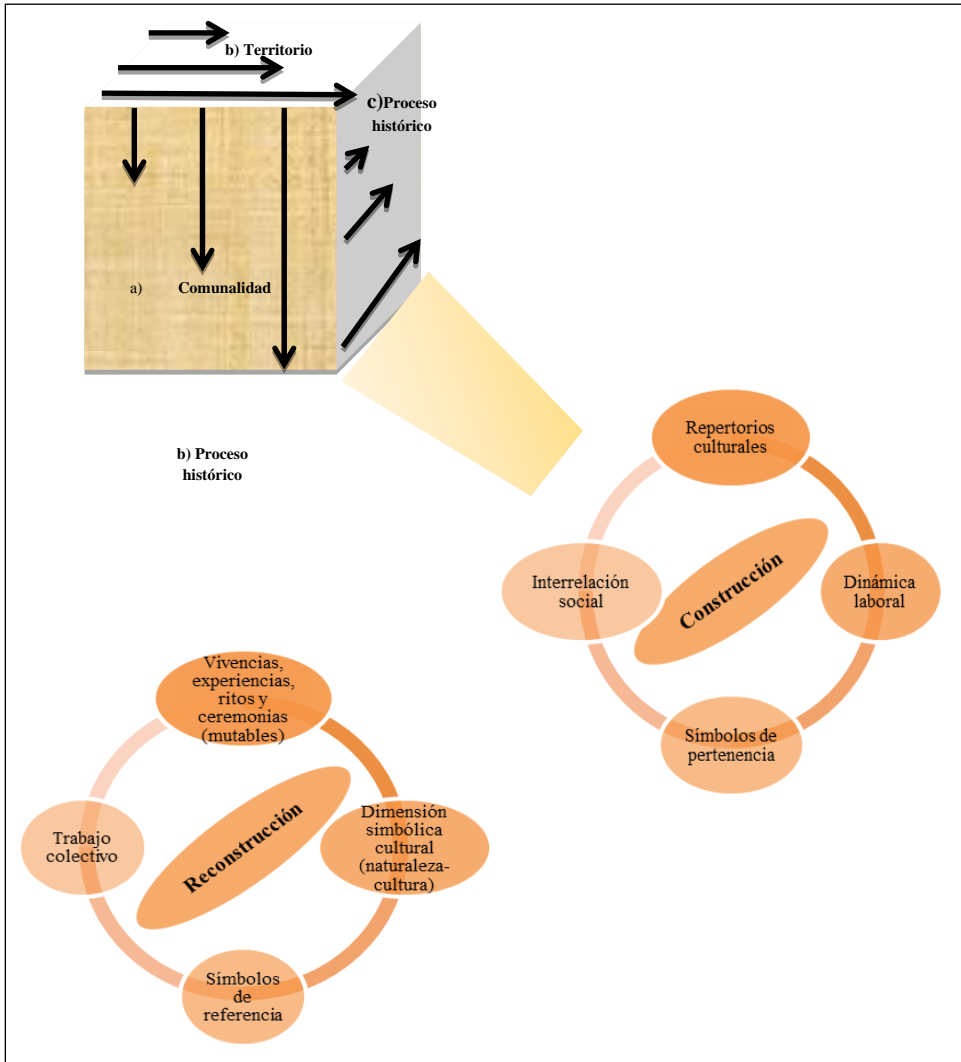 b) Territorio
c)Proceso
histórico
a) Comunalidad
b) Proceso
histórico
Repertorios
culturales
Interrelación
social
Construcción
Dinámica
laboral
Símbolos de
pertenencia
Vivencias,
experiencias,
ritos y
ceremonias
(mutables)
Trabajo
colectivo
Reconstrucción
Dimensión
simbólica
cultural
(naturaleza-
cultura)
Símbolos
de
referencia